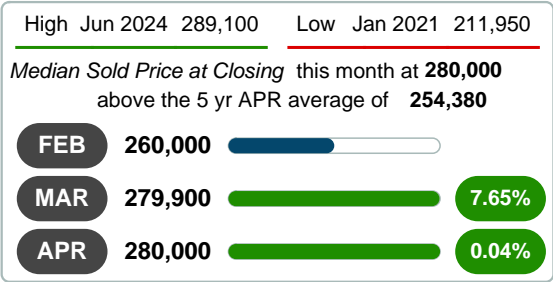 High Jun 2024 289,100 Low Jan 2021 211,950
Median Sold Price at Closing this month at 280,000
above the 5 yr APR average of 254,380
FEB 260,000
MAR 279,900 7.65%
APR 280,000 0.04%